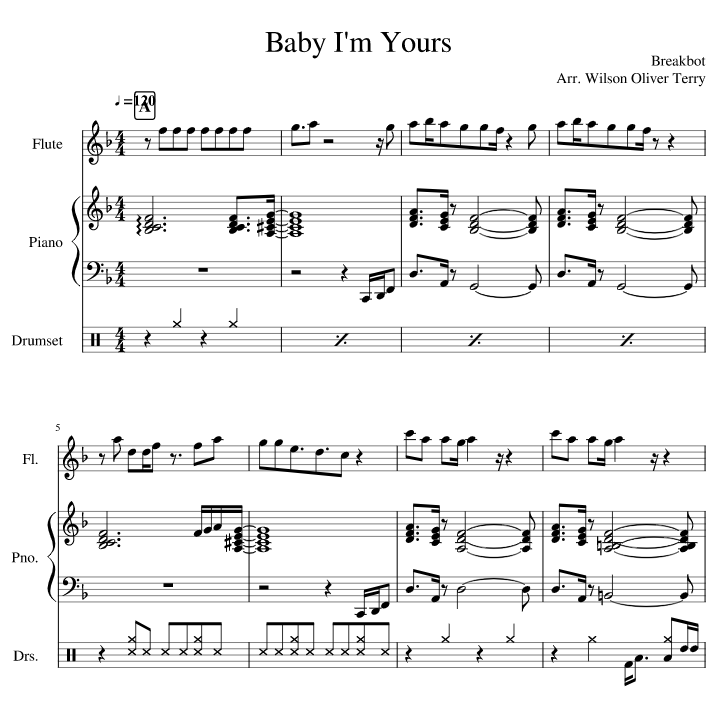 Baby I'm Yours
Breakbot
Arr. Wilson Oliver Terry
♩ = 120
A
Flute
Piano
Drumset
5
Fl.
Pno.
Drs.